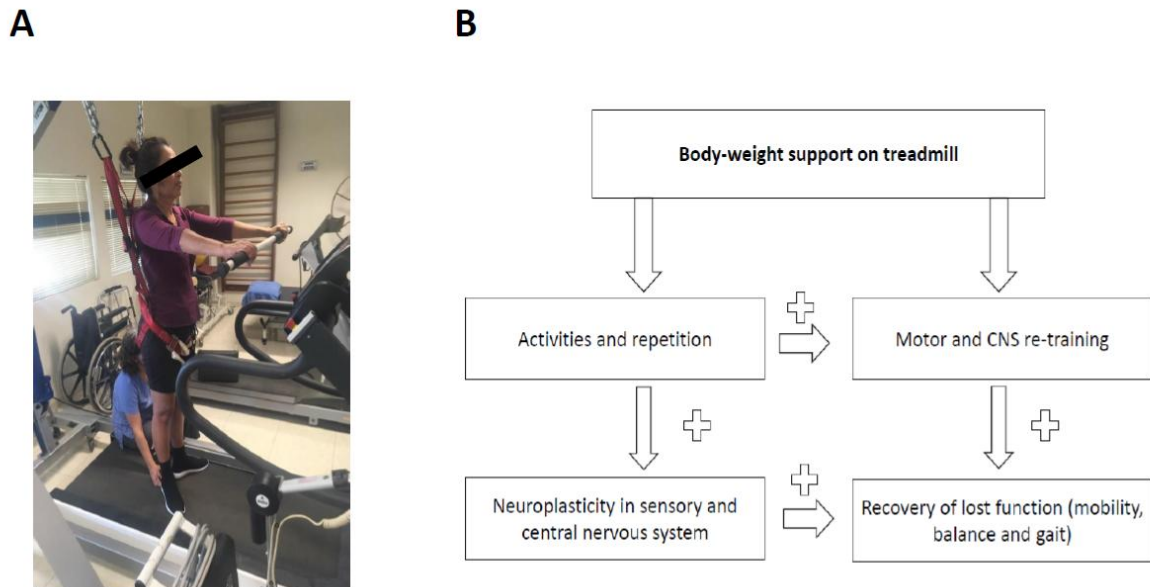 A
B
Body-weight support on treadmill
Activities and repetition
Motor and CNS re-training
Neuroplasticity in sensory and
central nervous system
Recovery of lost function (mobility,
balance and gait)